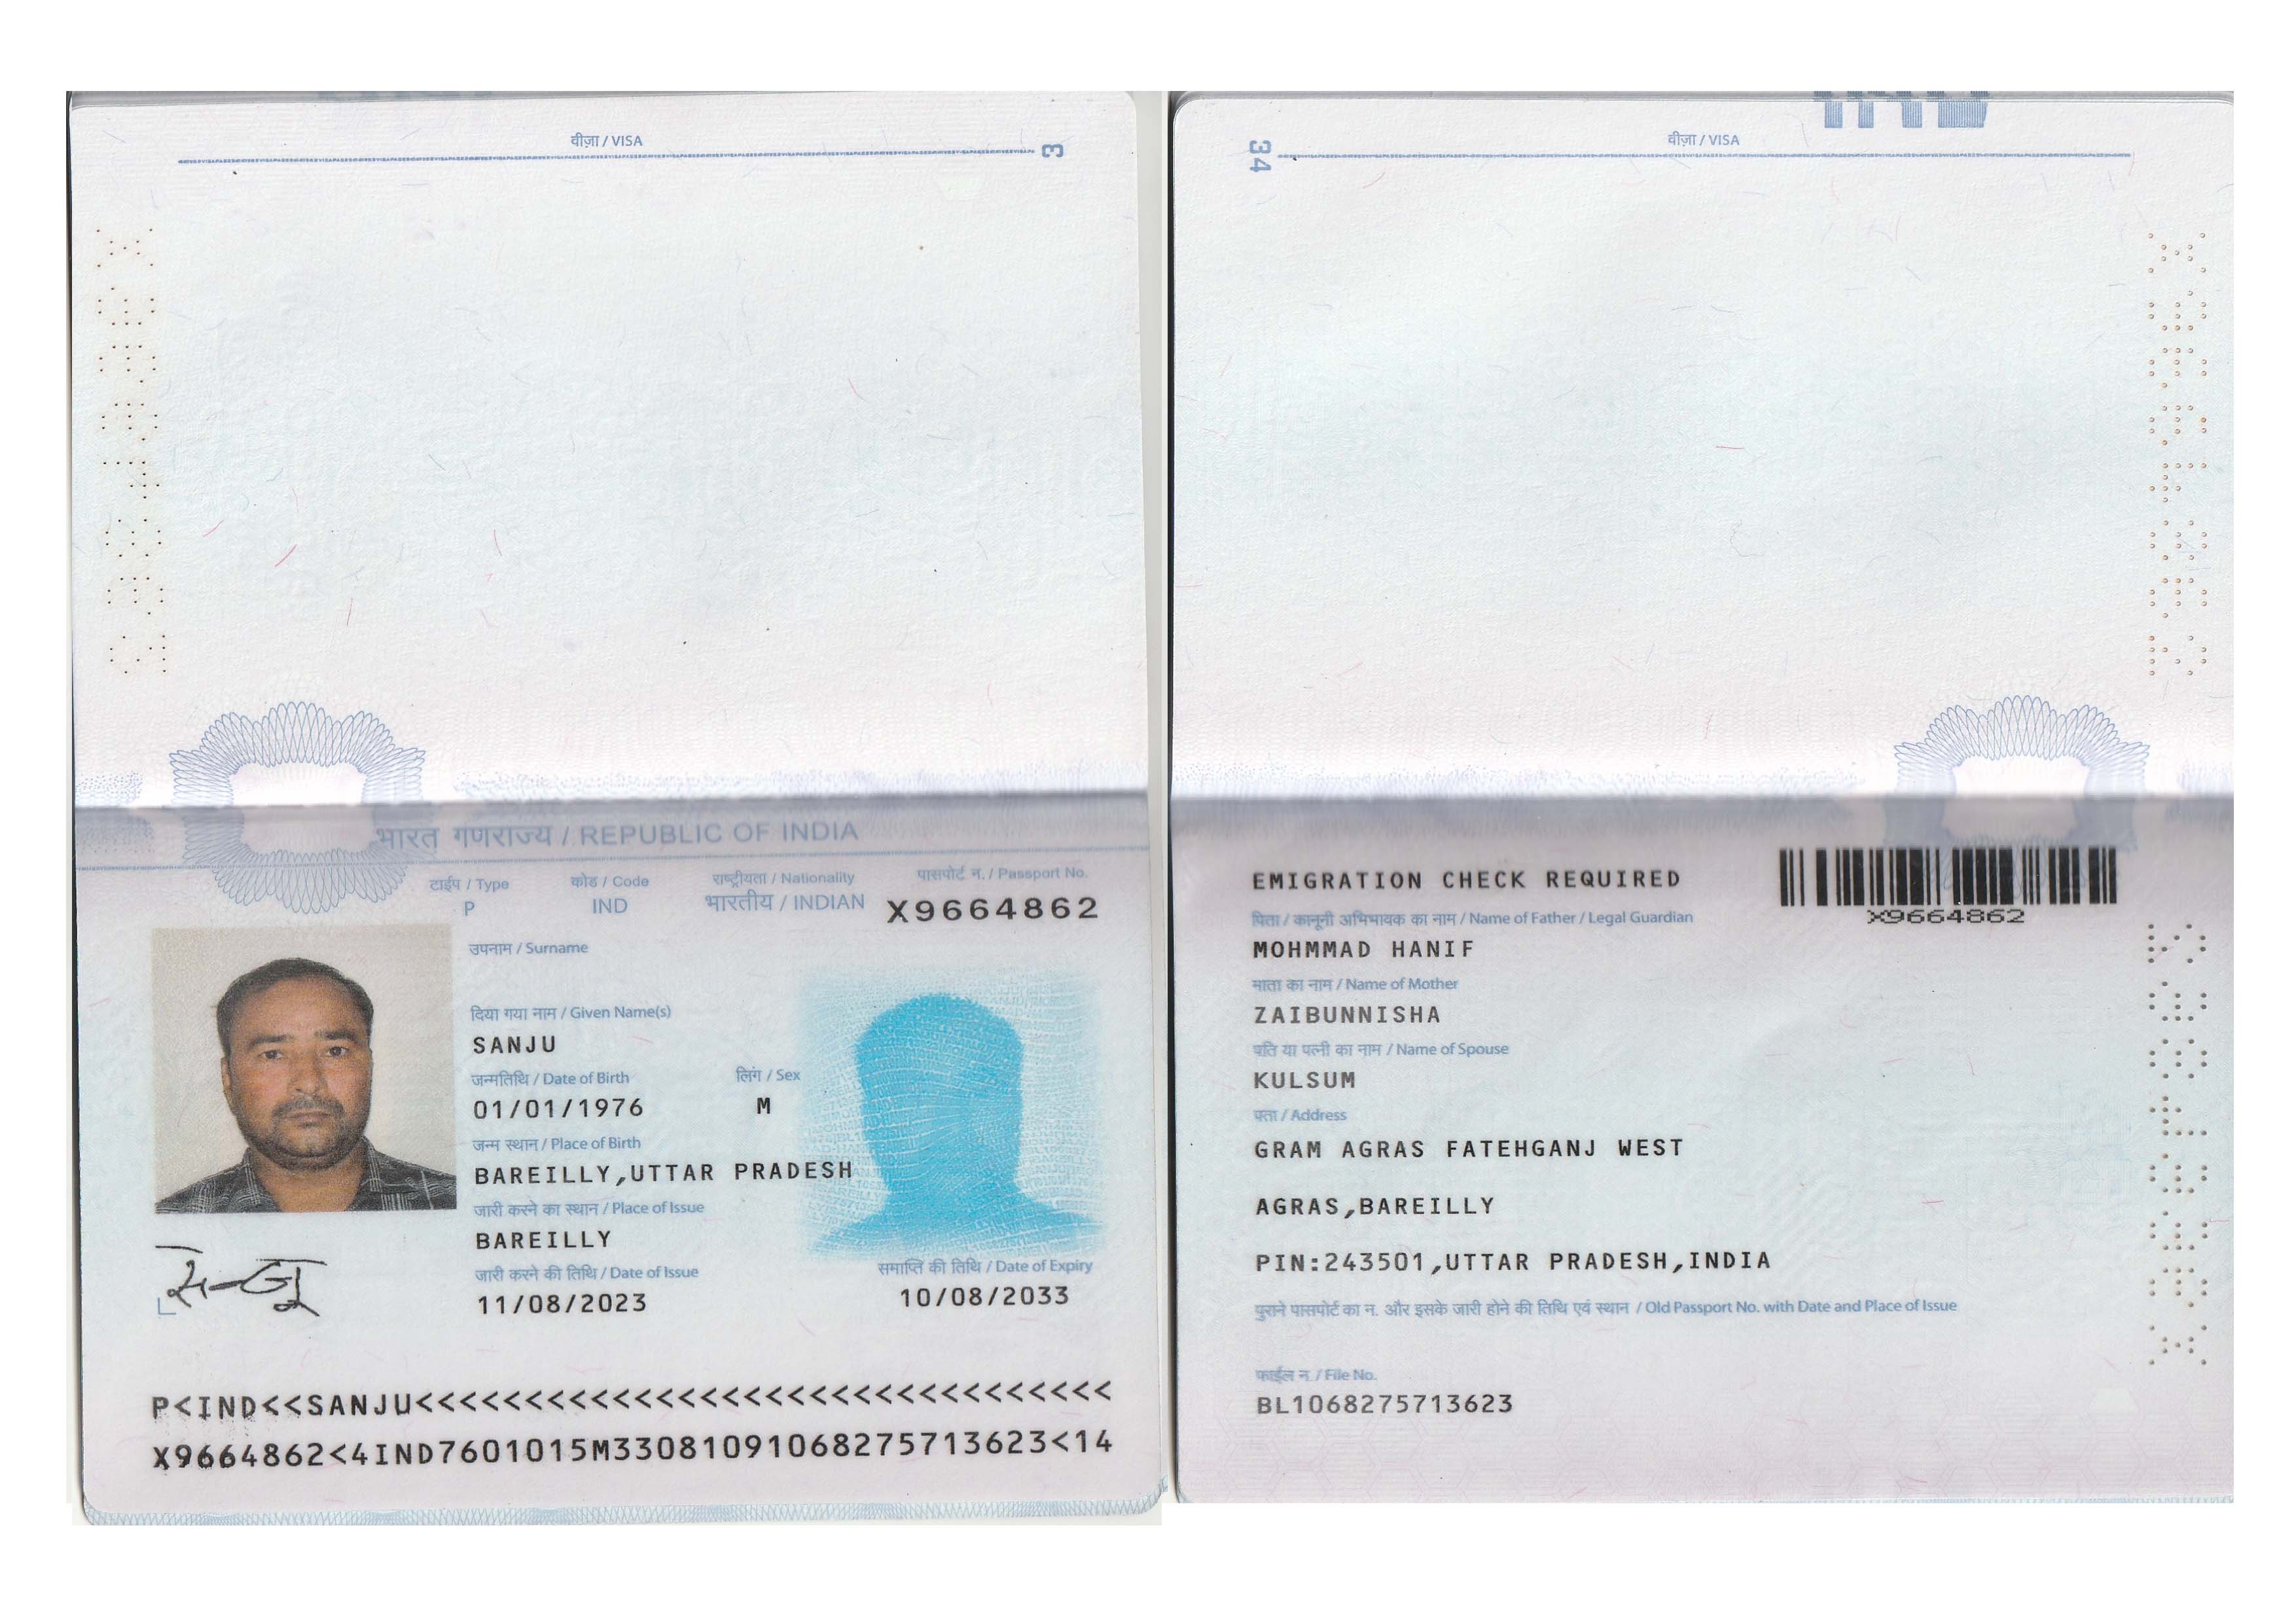 वीज़ा / VISA
3
भारत गणराज्य / REPUBLIC OF INDIA
टाईप / Type
कोड / Code
राष्ट्रीयता / Nationality
पासपोर्ट न. / Passport No.
P
IND
भारतीय / INDIAN
X9664862
उपनाम / Surname
दिया गया नाम / Given Name(s)
SANJU
जन्मतिथि / Date of Birth
लिंग / Sex
01/01/1976
M
जन्म स्थान / Place of Birth
BAREILLY,UTTAR PRADESH
जारी करने का स्थान / Place of Issue
BAREILLY
जारी करने की तिथि / Date of Issue
समाप्ति की तिथि / Date of Expiry
11/08/2023
10/08/2033
सन्जू
P<IND<<SANJU<<<<<<<<<<<<<<<<<<<<<<<<<<<<<<<<
X9664862<4IND7601015M33081091068275713623<14
34
वीज़ा / VISA
X9664862
EMIGRATION CHECK REQUIRED
X9664862
पिता / कानूनी अभिभावक का नाम / Name of Father / Legal Guardian
MOHMMAD HANIF
माता का नाम / Name of Mother
ZAIBUNNISHA
पति या पत्नी का नाम / Name of Spouse
KULSUM
पता / Address
GRAM AGRAS FATEHGANJ WEST
AGRAS,BAREILLY
PIN:243501,UTTAR PRADESH,INDIA
पुराने पासपोर्ट का न. और इसके जारी होने की तिथि एवं स्थान / Old Passport No. with Date and Place of Issue
फाईल न. / File No.
BL1068275713623